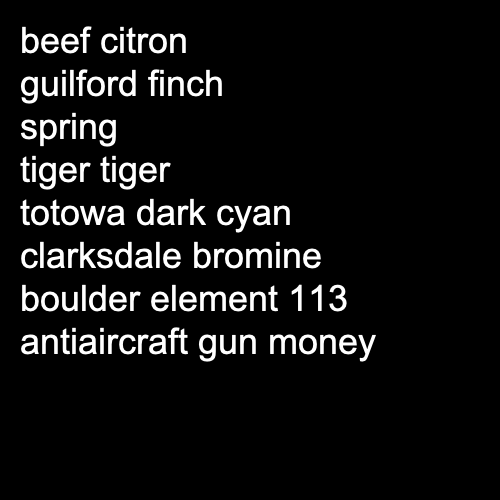 beef citron
guilford finch
spring
tiger tiger
totowa dark cyan
clarksdale bromine
boulder element 113
antiaircraft gun money